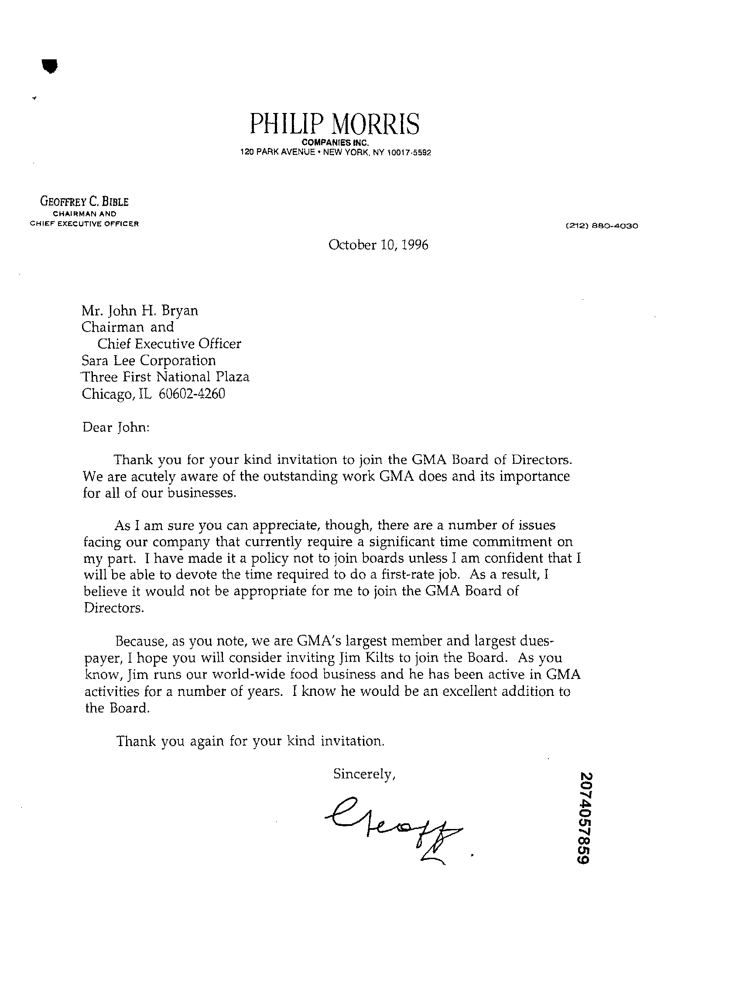 PHILIP MORRIS
COMPANIES INC.
120 PARK AVENUE • NEW YORK, NY 10017-5592
GEOFFREY C. BIBLE
CHAIRMAN AND
CHIEF EXECUTIVE OFFICER
(212) 880-4030
October 10, 1996
Mr. John H. Bryan
Chairman and
Chief Executive Officer
Sara Lee Corporation
Three First National Plaza
Chicago, IL 60602-4260
Dear John:
Thank you for your kind invitation to join the GMA Board of Directors.
We are acutely aware of the outstanding work GMA does and its importance
for all of our businesses.
As I am sure you can appreciate, though, there are a number of issues
facing our company that currently require a significant time commitment on
my part. I have made it a policy not to join boards unless I am confident that I
will be able to devote the time required to do a first-rate job. As a result, I
believe it would not be appropriate for me to join the GMA Board of
Directors.
Because, as you note, we are GMA's largest member and largest dues-
payer, I hope you will consider inviting Jim Kilts to join the Board. As you
know, Jim runs our world-wide food business and he has been active in GMA
activities for a number of years. I know he would be an excellent addition to
the Board.
Thank you again for your kind invitation.
Sincerely,
Geoff
2074057859